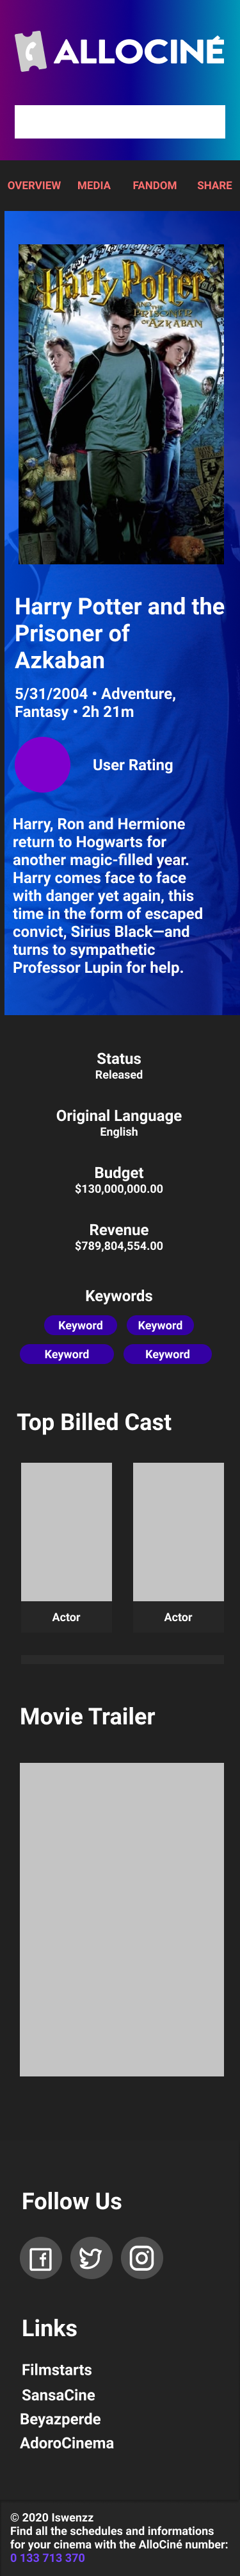 ALLOCINÉ
OVERVIEW MEDIA FANDOM SHARE
Harry Potter
AND THE
PRISONER
OF AZKABAN
Harry Potter and the
Prisoner of
Azkaban
5/31/2004 • Adventure,
Fantasy • 2h 21m
User Rating
Harry, Ron and Hermione
return to Hogwarts for
another magic-filled year.
Harry comes face to face
with danger yet again, this
time in the form of escaped
convict, Sirius Black—and
turns to sympathetic
Professor Lupin for help.
Status
Released
Original Language
English
Budget
$130,000,000.00
Revenue
$789,804,554.00
Keywords
Keyword Keyword
Keyword Keyword
Top Billed Cast
Actor Actor
Movie Trailer
Follow Us
Links
Filmstarts
SansaCine
Beyazperde
AdoroCinema
© 2020 Iswenzz
Find all the schedules and informations
for your cinema with the AlloCiné number:
0 133 713 370